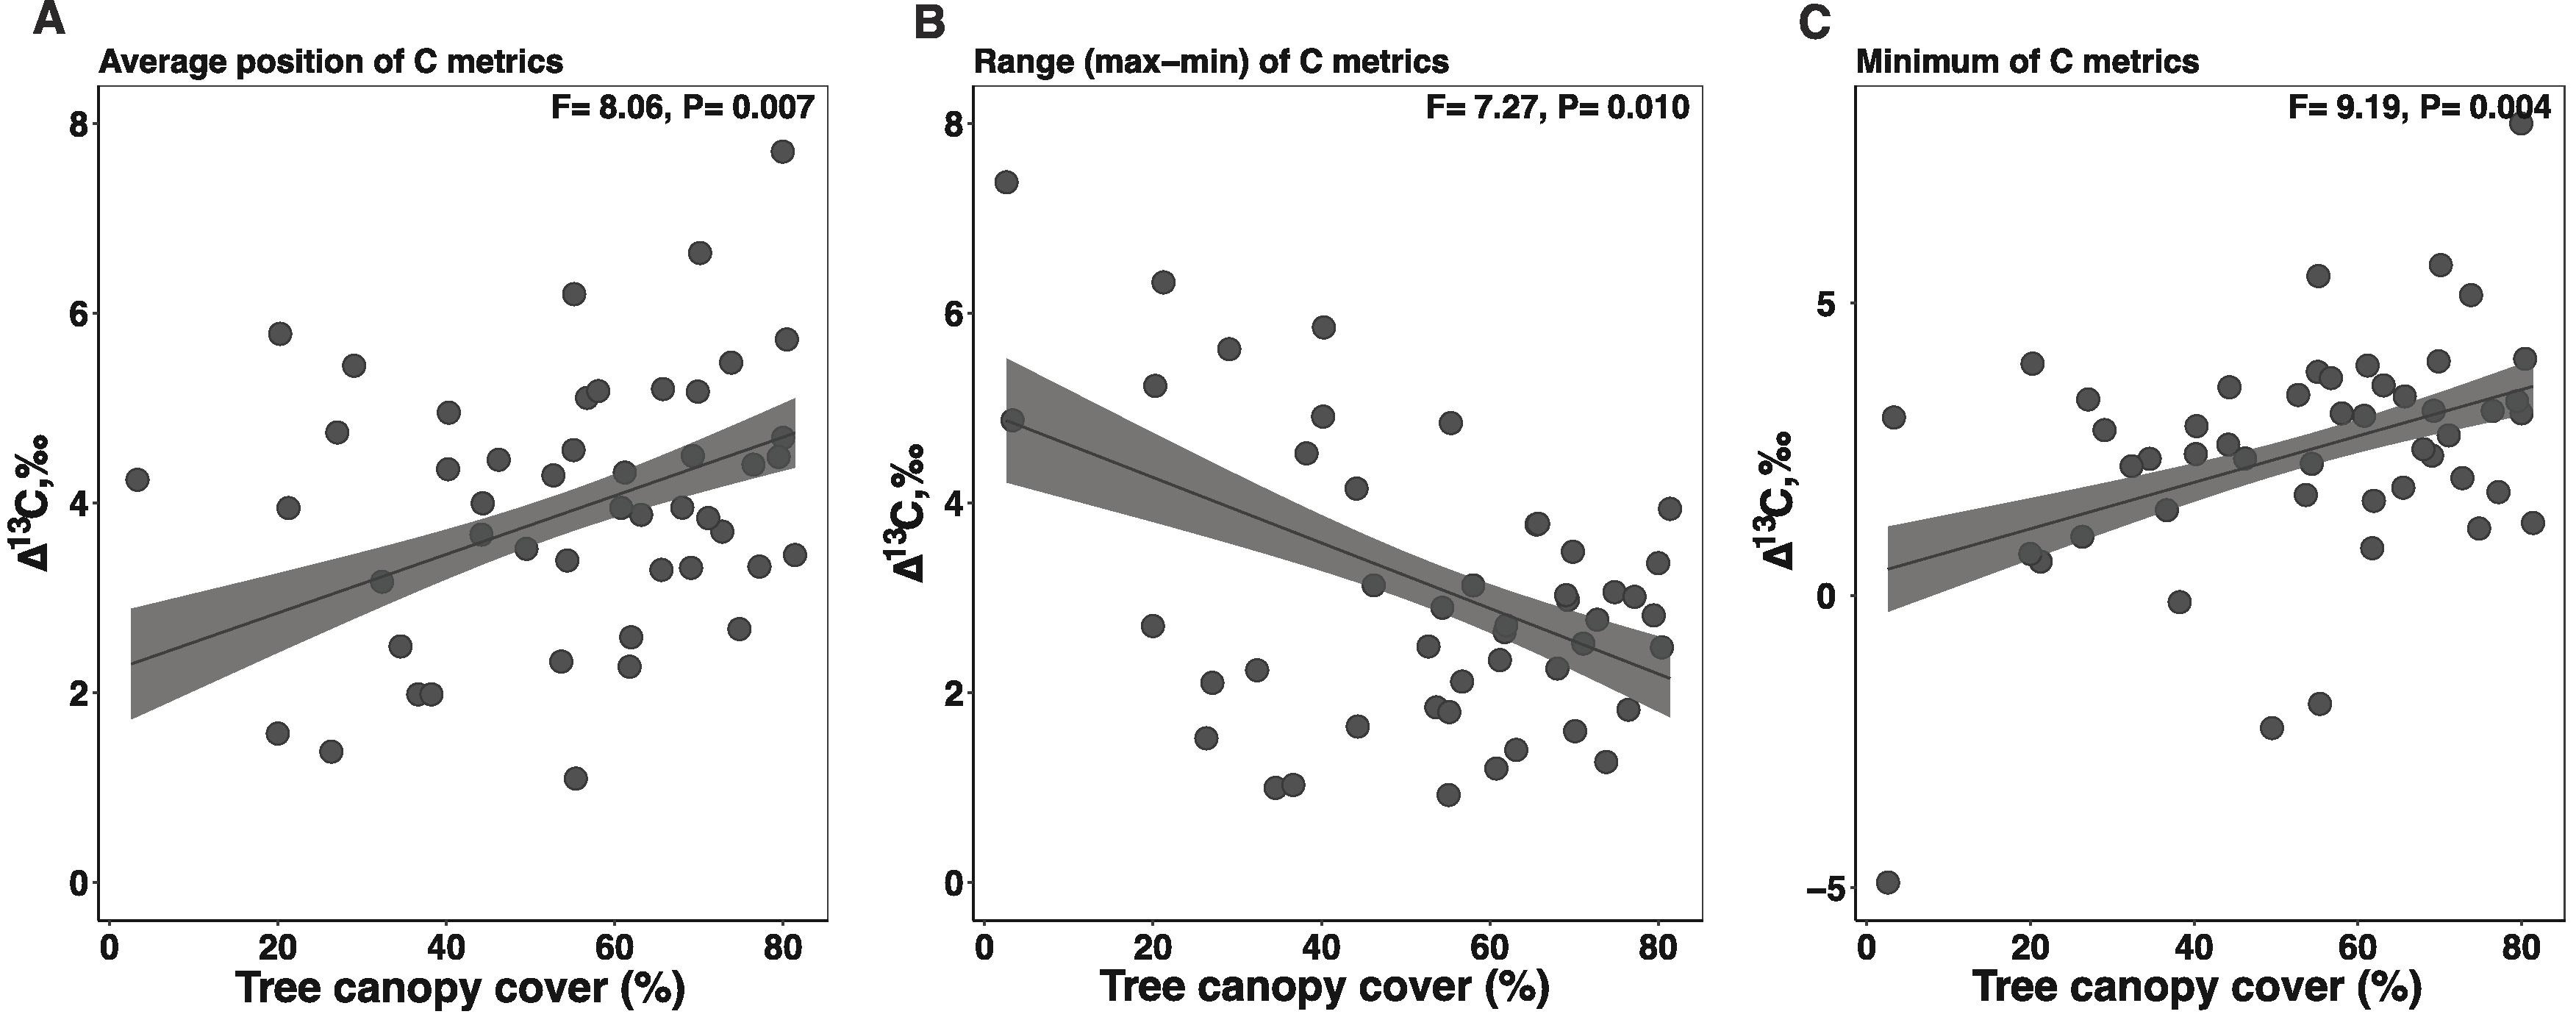 A
Average position of C metrics
F= 8.06, P= 0.007
8
6
4
2
0
Δ13C,‰
0 20 40 60 80
Tree canopy cover (%)
B
Range (max–min) of C metrics
F= 7.27, P= 0.010
8
6
4
2
0
Δ13C,‰
0 20 40 60 80
Tree canopy cover (%)
C
Minimum of C metrics
F= 9.19, P= 0.004
5
0
–5
Δ13C,‰
0 20 40 60 80
Tree canopy cover (%)